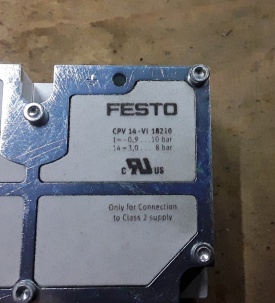 FESTO
CPV 14-VI 18210
1=-0,9...10 bar
14=3,0... 8 bar
c RU US
Only for Connection
to Class 2 supply